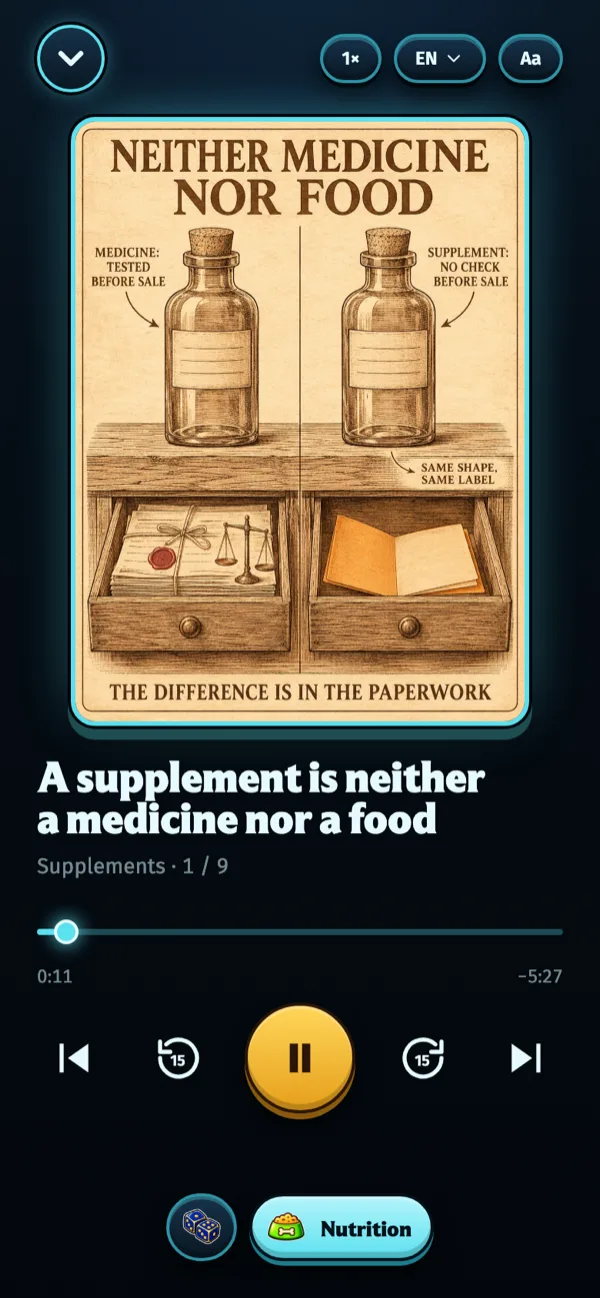 1×
EN
Aa
NEITHER MEDICINE
NOR FOOD
MEDICINE:
TESTED
BEFORE SALE
SUPPLEMENT:
NO CHECK
BEFORE SALE
SAME SHAPE,
SAME LABEL
THE DIFFERENCE IS IN THE PAPERWORK
A supplement is neither
a medicine nor a food
Supplements · 1 / 9
0:11
−5:27
15
15
Nutrition